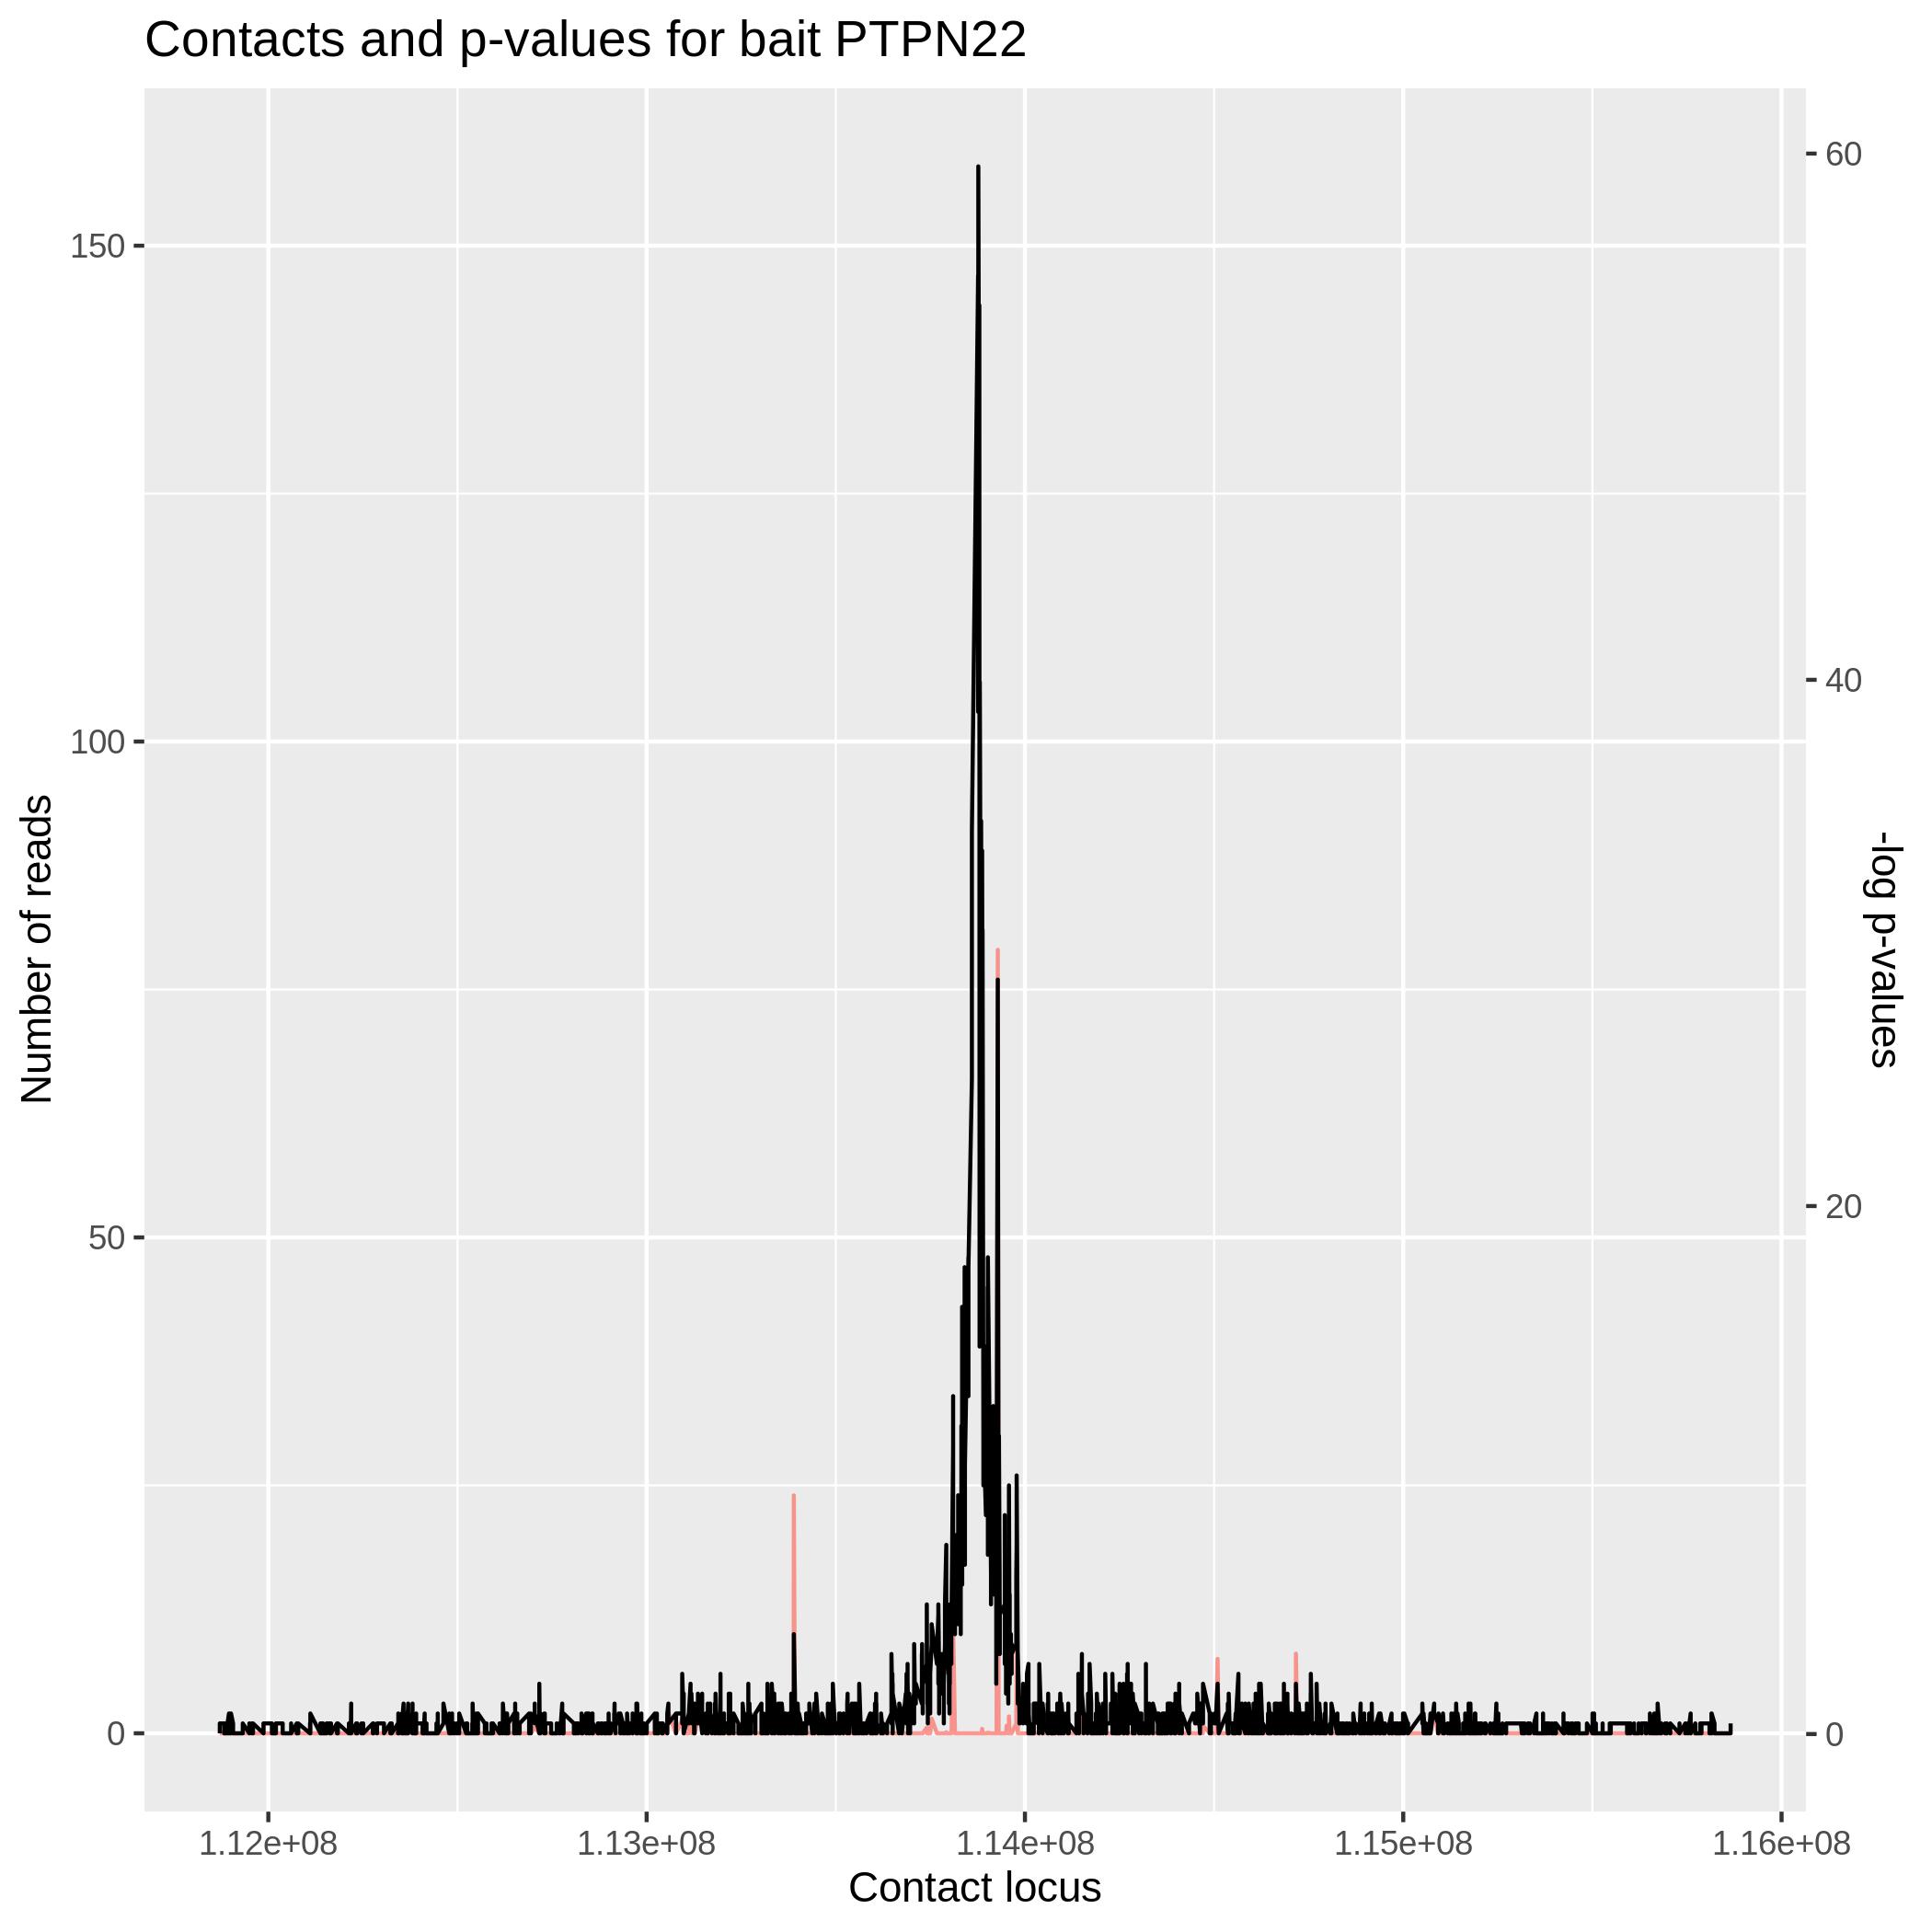 Contacts and p-values for bait PTPN22
150
100
50
0
60
40
20
0
Number of reads
-log p-values
1.12e+08
1.13e+08
1.14e+08
1.15e+08
1.16e+08
Contact locus